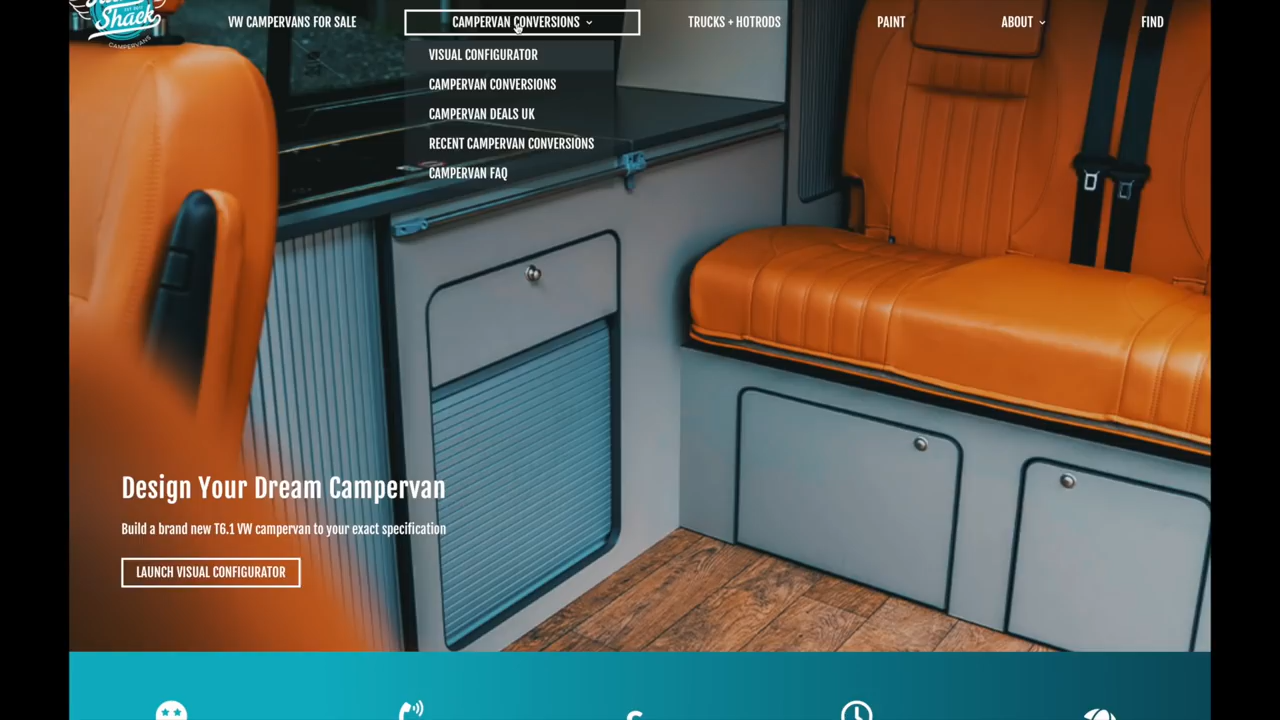 Shack
CAMPERVANS
VW CAMPERVANS FOR SALE
CAMPERVAN CONVERSIONS
TRUCKS + HOTRODS
PAINT
ABOUT
FIND
VISUAL CONFIGURATOR
CAMPERVAN CONVERSIONS
CAMPERVAN DEALS UK
RECENT CAMPERVAN CONVERSIONS
CAMPERVAN FAQ
Design Your Dream Campervan
Build a brand new T6.1 VW campervan to your exact specification
LAUNCH VISUAL CONFIGURATOR